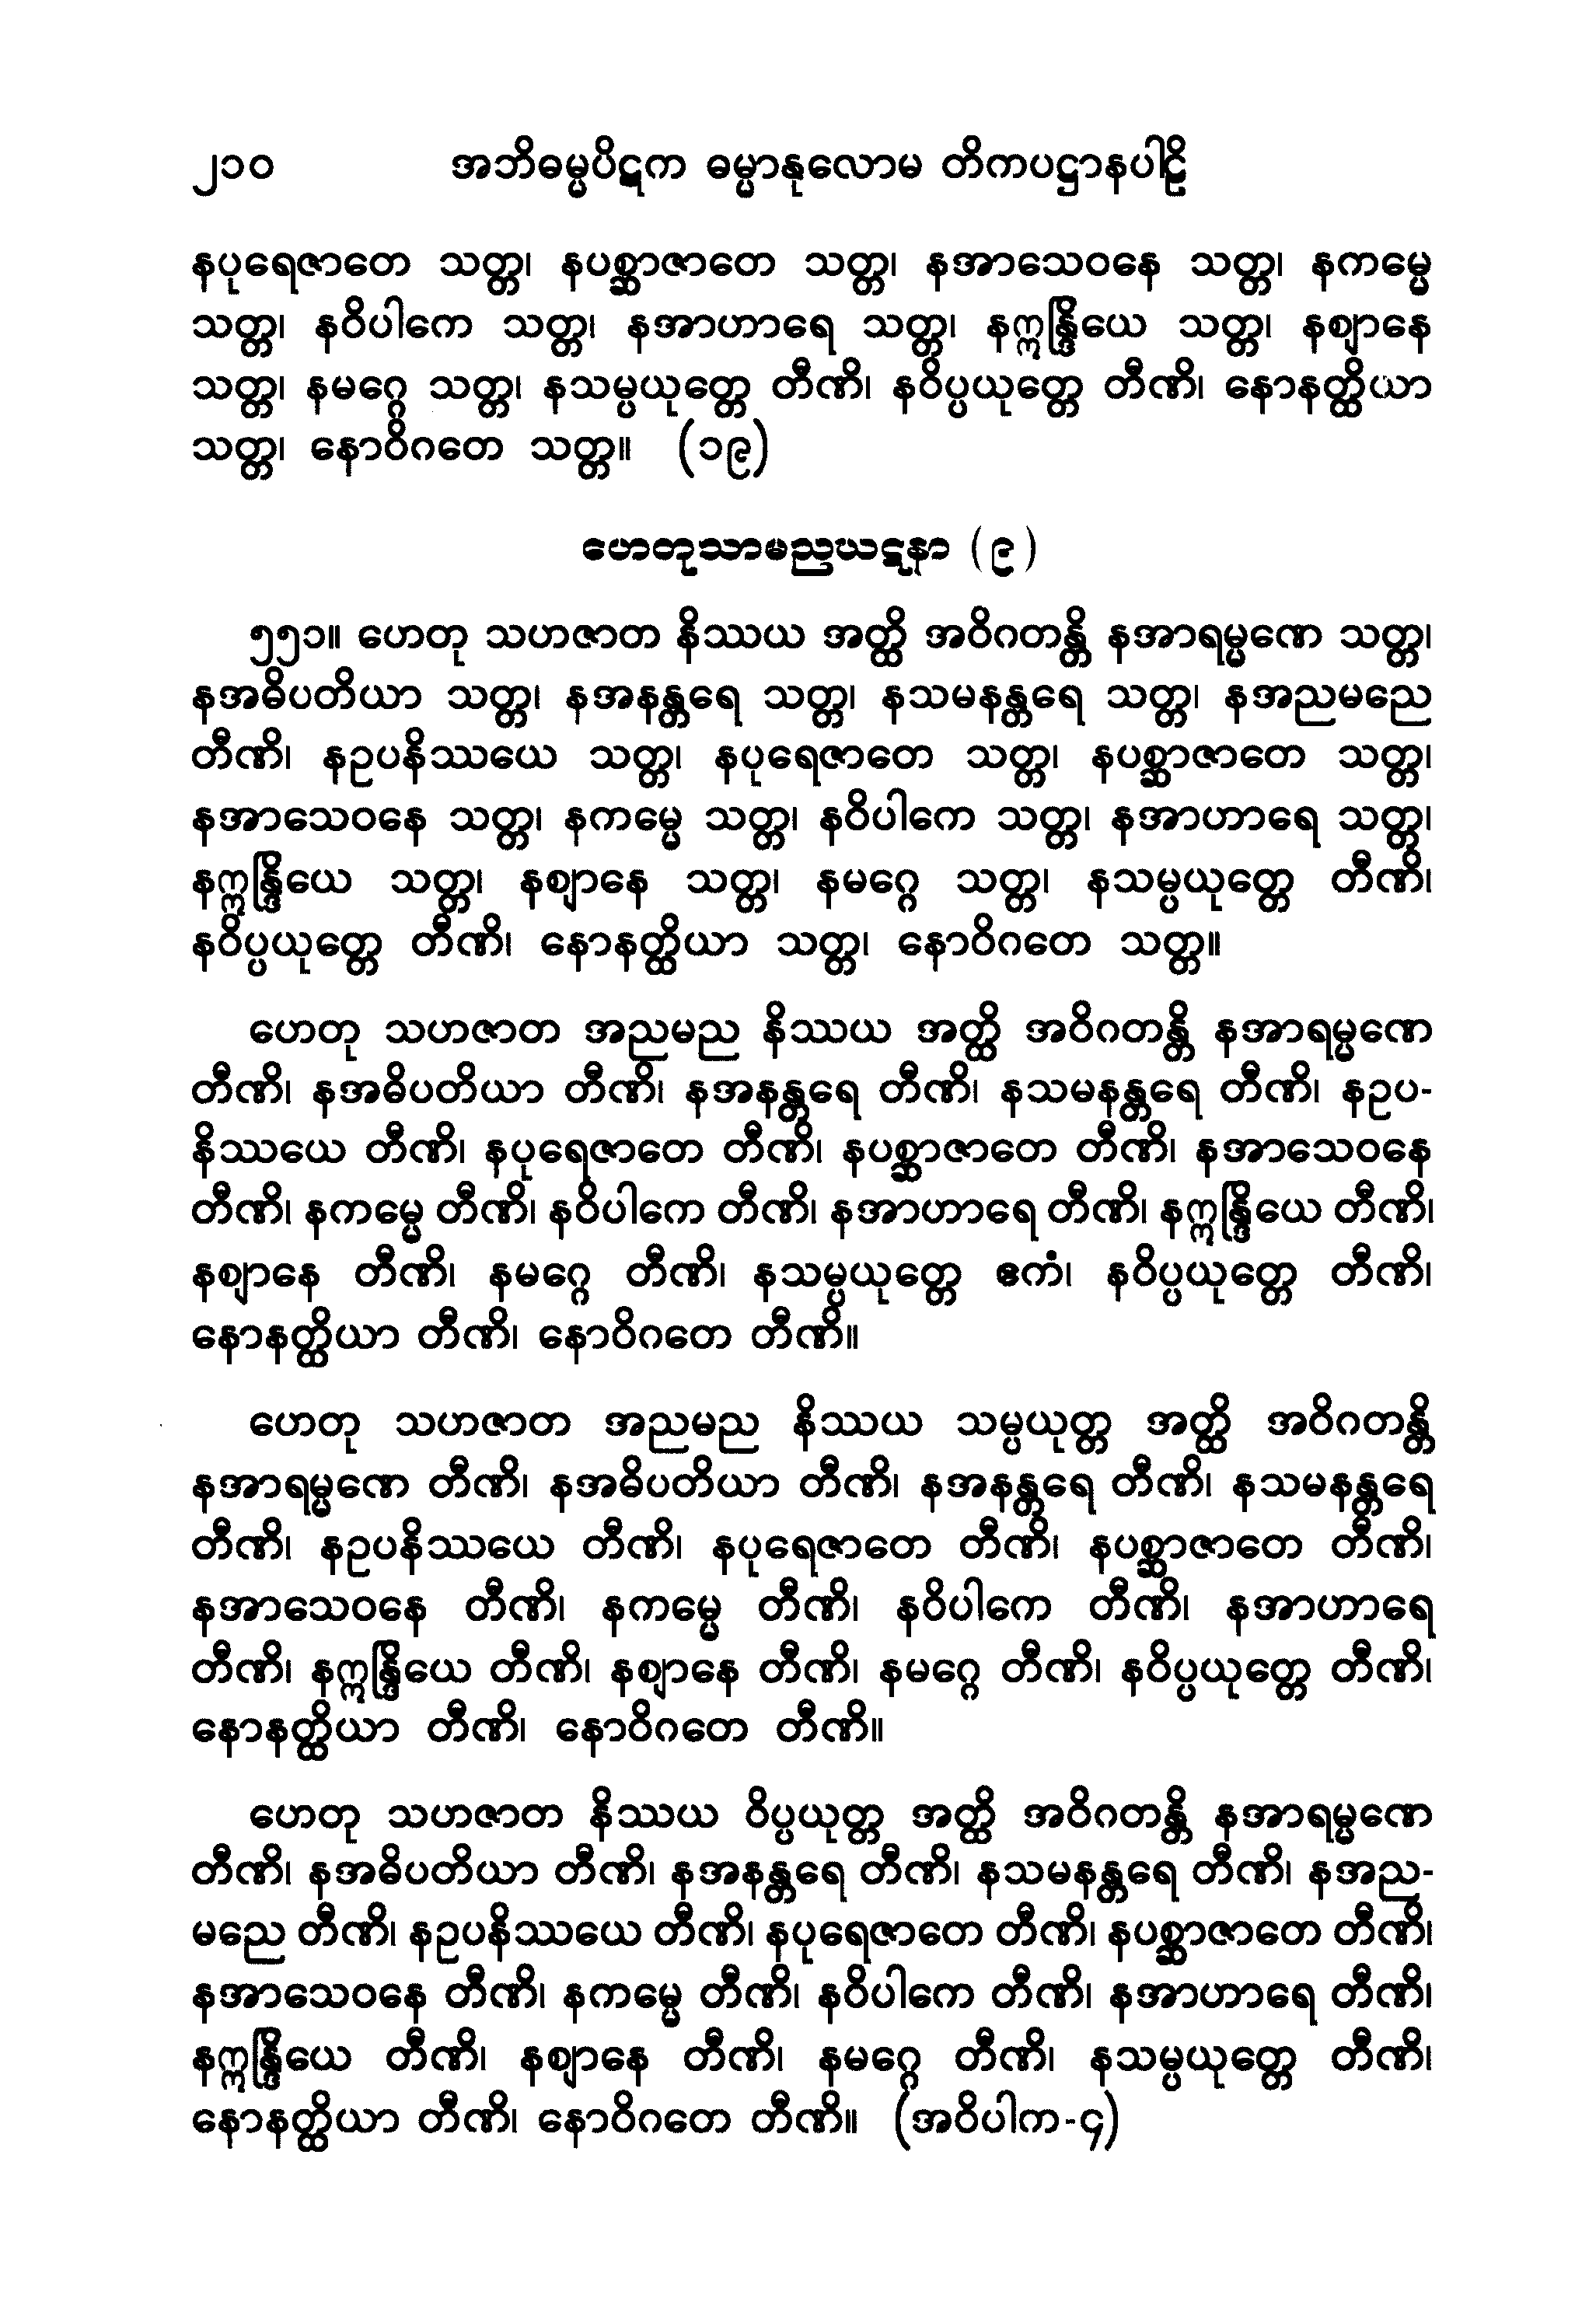 ၂၁၀ အဘိဓမ္မပိဋက ဓမ္မာနုလောမ တိကပဋ္ဌာနပါဠိ
နပုရေဇာတေ သတ္တ၊ နပစ္ဆာဇာတေ သတ္တ၊ နအာသေဝနေ သတ္တ၊ နကမ္မေ
သတ္တ၊ နဝိပါကေ သတ္တ၊ နအာဟာရေ သတ္တ၊ နဣန္ဒြိယေ သတ္တ၊ နဈာနေ
သတ္တ၊ နမဂ္ဂေ သတ္တ၊ နသမ္ပယုတ္တေ တီဏိ၊ နဝိပ္ပယုတ္တေ တီဏိ၊ နောနတ္ထိယာ
သတ္တ၊ နောဝိဂတေ သတ္တ။ (၁၉)
ဟေတုသာမညဃဋနာ (၉)
၅၅၁။ ဟေတု သဟဇာတ နိဿယ အတ္ထိ အဝိဂတန္တိ နအာရမ္မဏေ သတ္တ၊
နအဓိပတိယာ သတ္တ၊ နအနန္တရေ သတ္တ၊ နသမနန္တရေ သတ္တ၊ နအညမညေ
တီဏိ၊ နဥပနိဿယေ သတ္တ၊ နပုရေဇာတေ သတ္တ၊ နပစ္ဆာဇာတေ သတ္တ၊
နအာသေဝနေ သတ္တ၊ နကမ္မေ သတ္တ၊ နဝိပါကေ သတ္တ၊ နအာဟာရေ သတ္တ၊
နဣန္ဒြိယေ သတ္တ၊ နဈာနေ သတ္တ၊ နမဂ္ဂေ သတ္တ၊ နသမ္ပယုတ္တေ တီဏိ၊
နဝိပ္ပယုတ္တေ တီဏိ၊ နောနတ္ထိယာ သတ္တ၊ နောဝိဂတေ သတ္တ။
ဟေတု သဟဇာတ အညမည နိဿယ အတ္ထိ အဝိဂတန္တိ နအာရမ္မဏေ
တီဏိ၊ နအဓိပတိယာ တီဏိ၊ နအနန္တရေ တီဏိ၊ နသမနန္တရေ တီဏိ၊ နဥပ-
နိဿယေ တီဏိ၊ နပုရေဇာတေ တီဏိ၊ နပစ္ဆာဇာတေ တီဏိ၊ နအာသေဝနေ
တီဏိ၊ နကမ္မေ တီဏိ၊ နဝိပါကေ တီဏိ၊ နအာဟာရေ တီဏိ၊ နဣန္ဒြိယေ တီဏိ၊
နဈာနေ တီဏိ၊ နမဂ္ဂေ တီဏိ၊ နသမ္ပယုတ္တေ ဧကံ၊ နဝိပ္ပယုတ္တေ တီဏိ၊
နောနတ္ထိယာ တီဏိ၊ နောဝိဂတေ တီဏိ။
ဟေတု သဟဇာတ အညမည နိဿယ သမ္ပယုတ္တ အတ္ထိ အဝိဂတန္တိ
နအာရမ္မဏေ တီဏိ၊ နအဓိပတိယာ တီဏိ၊ နအနန္တရေ တီဏိ၊ နသမနန္တရေ
တီဏိ၊ နဥပနိဿယေ တီဏိ၊ နပုရေဇာတေ တီဏိ၊ နပစ္ဆာဇာတေ တီဏိ၊
နအာသေဝနေ တီဏိ၊ နကမ္မေ တီဏိ၊ နဝိပါကေ တီဏိ၊ နအာဟာရေ
တီဏိ၊ နဣန္ဒြိယေ တီဏိ၊ နဈာနေ တီဏိ၊ နမဂ္ဂေ တီဏိ၊ နဝိပ္ပယုတ္တေ တီဏိ၊
နောနတ္ထိယာ တီဏိ၊ နောဝိဂတေ တီဏိ။
ဟေတု သဟဇာတ နိဿယ ဝိပ္ပယုတ္တ အတ္ထိ အဝိဂတန္တိ နအာရမ္မဏေ
တီဏိ၊ နအဓိပတိယာ တီဏိ၊ နအနန္တရေ တီဏိ၊ နသမနန္တရေ တီဏိ၊ နအည-
မညေ တီဏိ၊ နဥပနိဿယေ တီဏိ၊ နပုရေဇာတေ တီဏိ၊ နပစ္ဆာဇာတေ တီဏိ၊
နအာသေဝနေ တီဏိ၊ နကမ္မေ တီဏိ၊ နဝိပါကေ တီဏိ၊ နအာဟာရေ တီဏိ၊
နဣန္ဒြိယေ တီဏိ၊ နဈာနေ တီဏိ၊ နမဂ္ဂေ တီဏိ၊ နသမ္ပယုတ္တေ တီဏိ၊
နောနတ္ထိယာ တီဏိ၊ နောဝိဂတေ တီဏိ။ (အဝိပါက-၄)